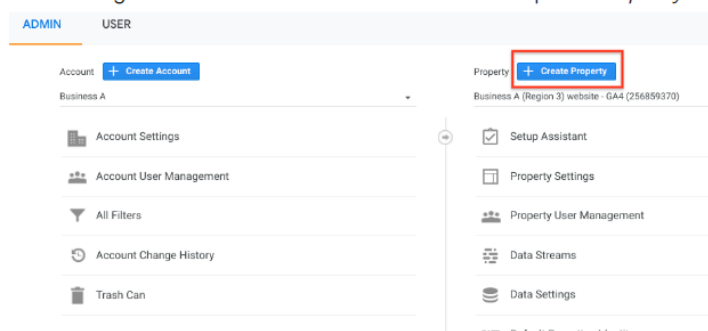 ADMIN USER
Account + Create Account
Property + Create Property
Business A
Business A (Region 3) website - GA4 (256859370)
Account Settings
Setup Assistant
Account User Management
Property Settings
All Filters
Property User Management
Account Change History
Data Streams
Trash Can
Data Settings